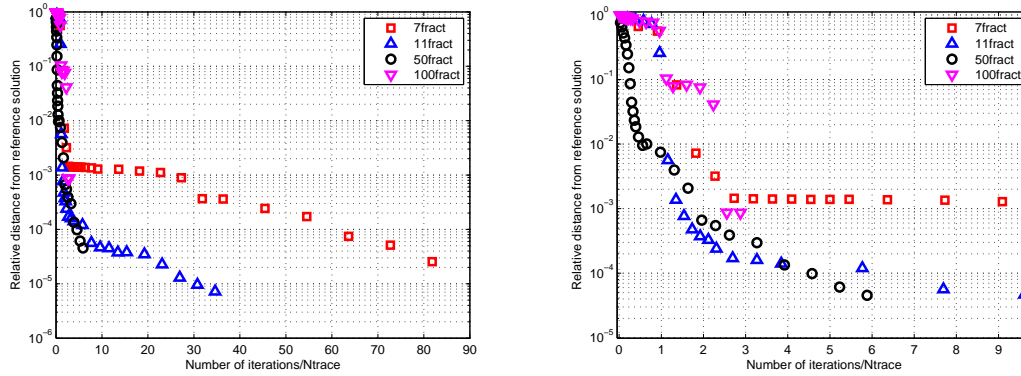 10^0
10^-1
10^-2
10^-3
10^-4
10^-5
10^-6
Relative distance from reference solution
0 10 20 30 40 50 60 70 80 90
Number of iterations/Ntrace
7fract
11fract
50fract
100fract
10^0
10^-1
10^-2
10^-3
10^-4
10^-5
Relative distance from reference solution
0 1 2 3 4 5 6 7 8 9
Number of iterations/Ntrace
7fract
11fract
50fract
100fract